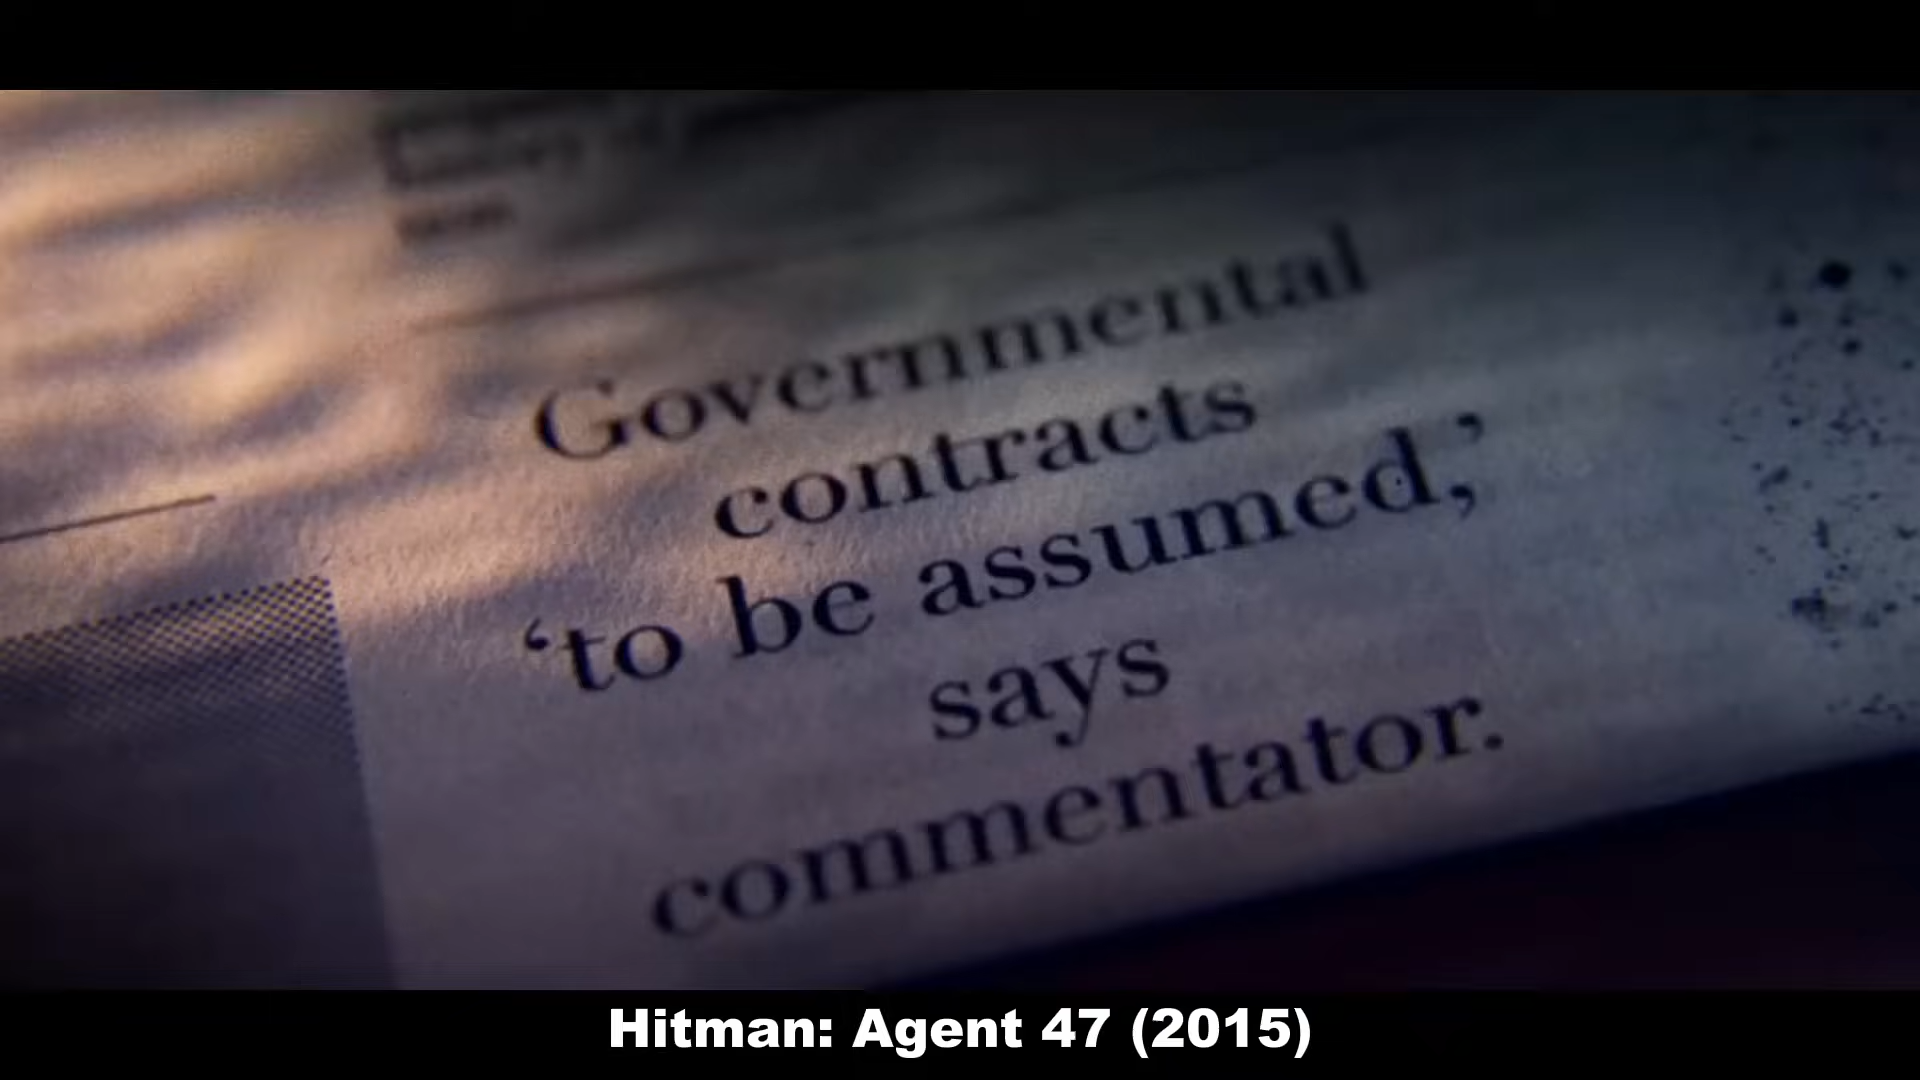 Governmental
contracts
‘to be assumed,’
says
commentator.
Hitman: Agent 47 (2015)